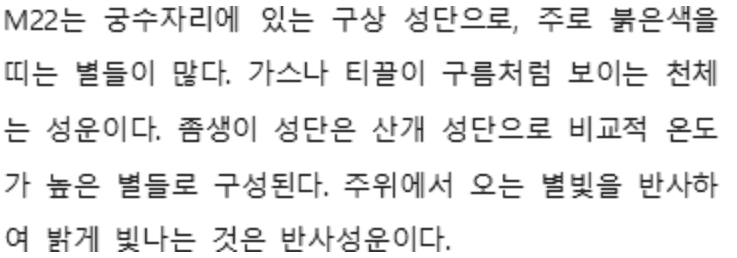 M22는 궁수자리에 있는 구상 성단으로, 주로 붉은색을
띠는 별들이 많다. 가스나 티끌이 구름처럼 보이는 천체
는 성운이다. 좀생이 성단은 산개 성단으로 비교적 온도
가 높은 별들로 구성된다. 주위에서 오는 별빛을 반사하
여 밝게 빛나는 것은 반사성운이다.